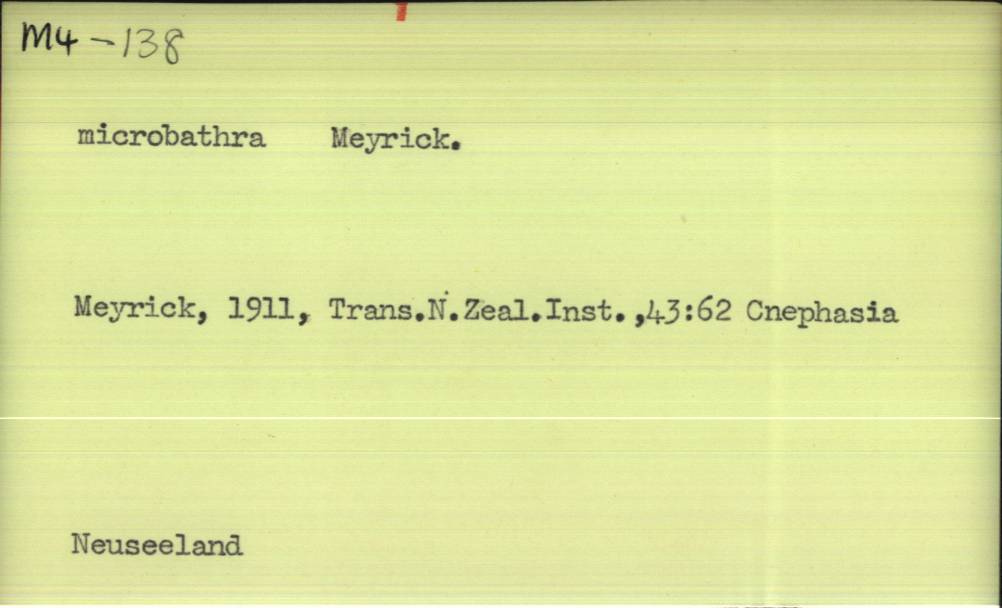 M4-138
microbathra Meyrick.
Meyrick, 1911, Trans.N.Zeal.Inst.,43:62 Cnephasia
Neuseeland